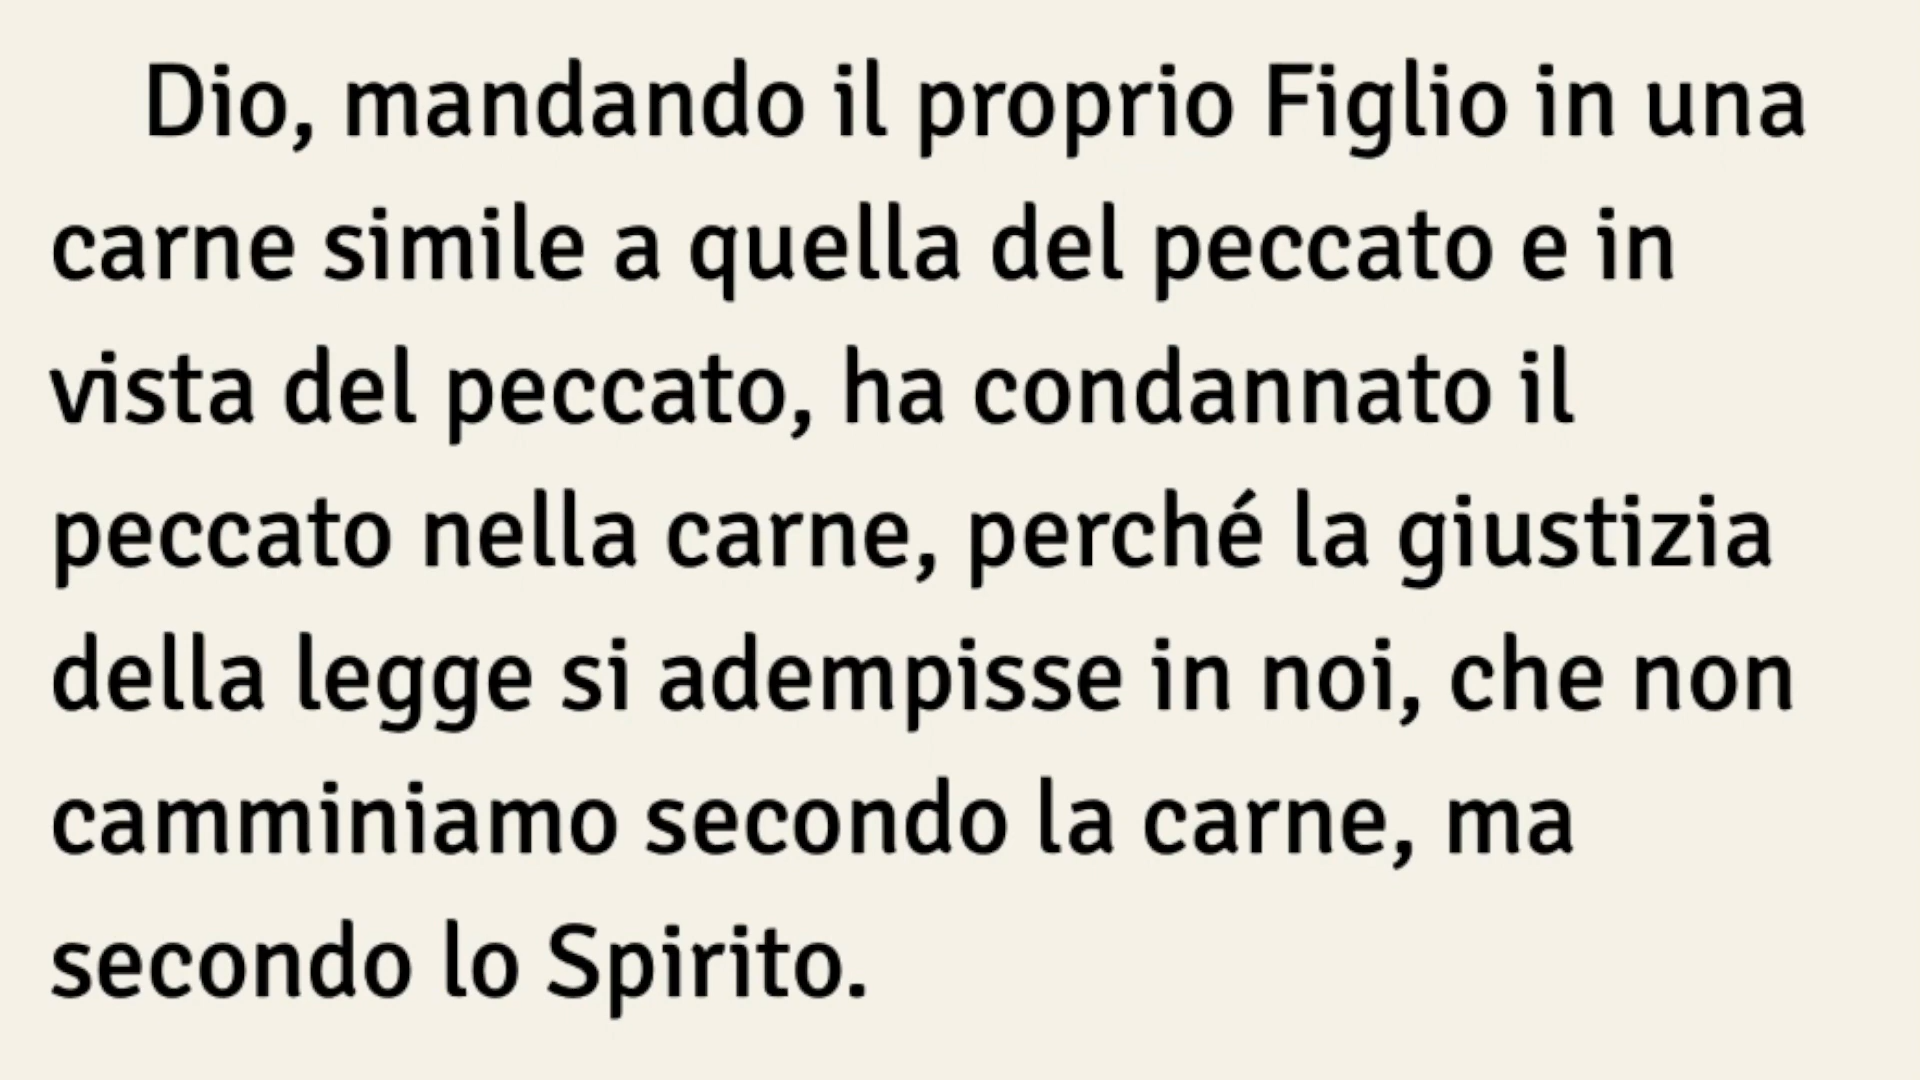 Dio, mandando il proprio Figlio in una
carne simile a quella del peccato e in
vista del peccato, ha condannato il
peccato nella carne, perché la giustizia
della legge si adempisse in noi, che non
camminiamo secondo la carne, ma
secondo lo Spirito.